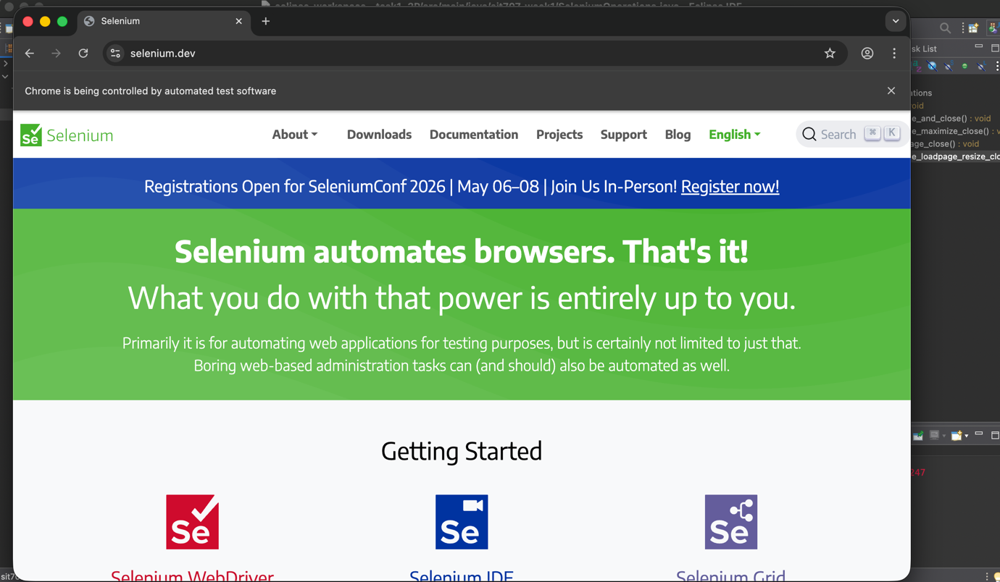 Selenium
selenium.dev
Chrome is being controlled by automated test software
Se Selenium
About
Downloads
Documentation
Projects
Support
Blog
English
Search ⌘ K
Registrations Open for SeleniumConf 2026 | May 06–08 | Join Us In-Person! Register now!
Selenium automates browsers. That's it!
What you do with that power is entirely up to you.
Primarily it is for automating web applications for testing purposes, but is certainly not limited to just that.
Boring web-based administration tasks can (and should) also be automated as well.
Getting Started
Se
Se
Se
Selenium WebDriver
Selenium IDE
Selenium Grid
sk List
ations
oid
e_and_close() : void
e_maximize_close() : v
age_close() : void
e_loadpage_resize_clo
247
sit70